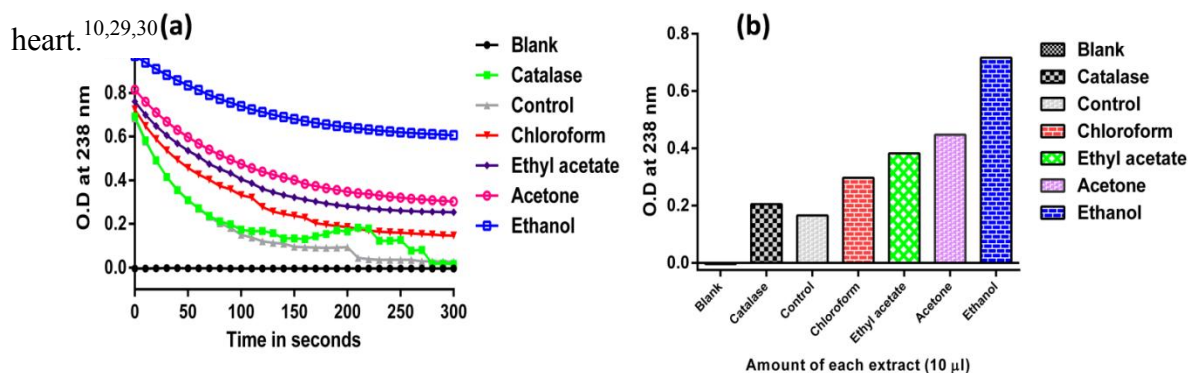 heart.10,29,30
(a)
O.D at 238 nm
0.8
0.6
0.4
0.2
0.0
0 50 100 150 200 250 300
Time in seconds
Blank
Catalase
Control
Chloroform
Ethyl acetate
Acetone
Ethanol
(b)
O.D at 238 nm
0.8
0.6
0.4
0.2
0.0
Blank
Catalase
Control
Chloroform
Ethyl acetate
Acetone
Ethanol
Amount of each extract (10 µl)
Blank
Catalase
Control
Chloroform
Ethyl acetate
Acetone
Ethanol